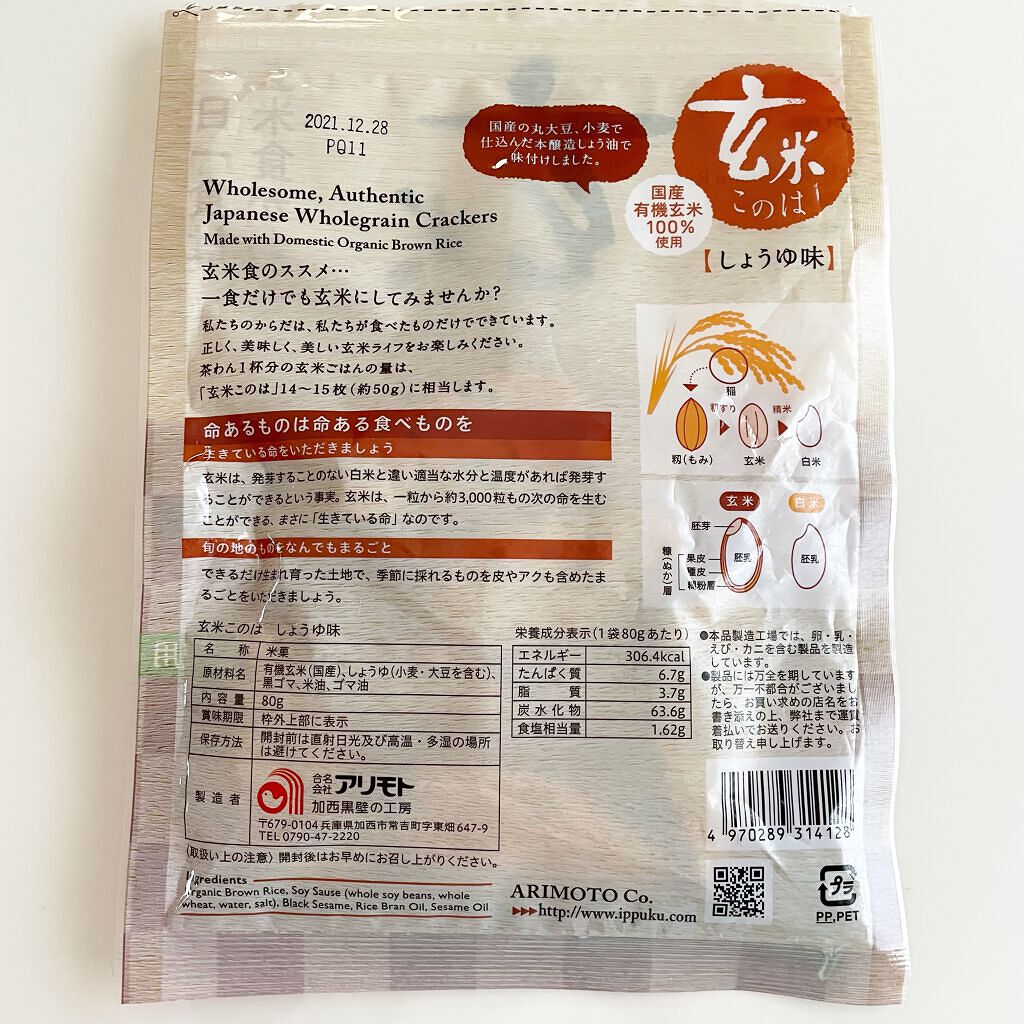 2021.12.28
PQ11
国産の丸大豆、小麦で
仕込んだ本醸造しょう油で
味付けしました。
玄米
このは
国産
有機玄米
100%
使用
【しょうゆ味】
Wholesome, Authentic
Japanese Wholegrain Crackers
Made with Domestic Organic Brown Rice
玄米食のススメ…
一食だけでも玄米にしてみませんか?
私たちのからだは、私たちが食べたものだけでできています。
正しく、美味しく、美しい玄米ライフをお楽しみください。
茶わん1杯分の玄米ごはんの量は、
「玄米このは」14〜15枚(約50g)に相当します。
稲
籾すり
精米
籾(もみ)
玄米
白米
命あるものは命ある食べものを
生きている命をいただきましょう
玄米は、発芽することのない白米と違い適当な水分と温度があれば発芽す
ることができるという事実。玄米は、一粒から約3,000粒もの次の命を生む
ことができる、まさに「生きている命」なのです。
旬の地のものをなんでもまるごと
できるだけ生まれ育った土地で、季節に採れるものを皮やアクも含めたま
るごとをいただきましょう。
玄米
白米
胚芽
糠(ぬか)層
果皮
種皮
糊粉層
胚乳
胚乳
玄米このは しょうゆ味
名称 米菓
原材料名 有機玄米(国産)、しょうゆ(小麦・大豆を含む)、
黒ゴマ、米油、ゴマ油
内容量 80g
賞味期限 枠外上部に表示
保存方法 開封前は直射日光及び高温・多湿の場所
は避けてください。
製造者 合名会社 アリモト
加西黒壁の工房
〒679-0104 兵庫県加西市常吉町字東畑647-9
TEL 0790-47-2220
〈取扱い上の注意〉開封後はお早めにお召し上がりください。
栄養成分表示(1袋80gあたり)
エネルギー 306.4kcal
たんぱく質 6.7g
脂質 3.7g
炭水化物 63.6g
食塩相当量 1.62g
●本品製造工場では、卵・乳・
えび・カニを含む製品を製造
しています。
●製品には万全を期しています
が、万一不都合がございまし
たら、お買い求めの店名をお
書き添えの上、弊社まで運賃
着払いでお送りください。お
取り替え申し上げます。
4 970289 314128
Ingredients
Organic Brown Rice, Soy Sause (whole soy beans, whole
wheat, water, salt), Black Sesame, Rice Bran Oil, Sesame Oil
ARIMOTO Co.
http://www.ippuku.com
プラ
PP,PET